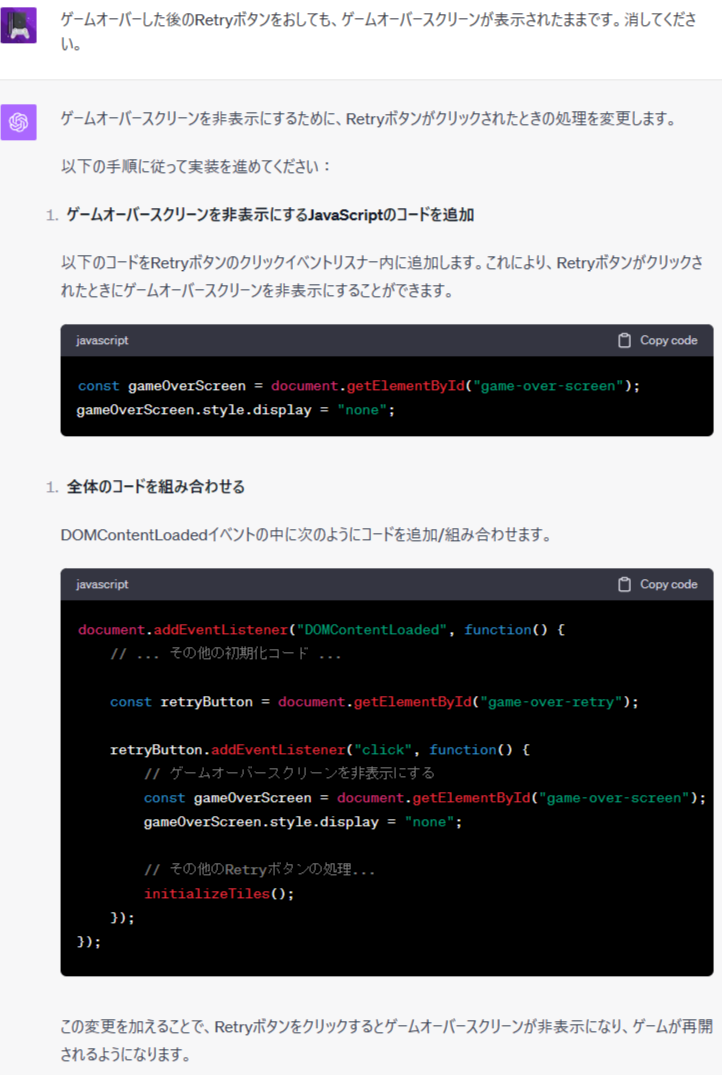 ゲームオーバーした後のRetryボタンをおしても、ゲームオーバースクリーンが表示されたままです。消してくださ
い。
ゲームオーバースクリーンを非表示にするために、Retryボタンがクリックされたときの処理を変更します。
以下の手順に従って実装を進めてください：
1. ゲームオーバースクリーンを非表示にするJavaScriptのコードを追加
以下のコードをRetryボタンのクリックイベントリスナー内に追加します。これにより、Retryボタンがクリックさ
れたときにゲームオーバースクリーンを非表示にすることができます。
javascript Copy code
const gameOverScreen = document.getElementById("game-over-screen");
gameOverScreen.style.display = "none";
1. 全体のコードを組み合わせる
DOMContentLoadedイベントの中に次のようにコードを追加/組み合わせます。
javascript Copy code
document.addEventListener("DOMContentLoaded", function() {
// ... その他の初期化コード ...
const retryButton = document.getElementById("game-over-retry");
retryButton.addEventListener("click", function() {
// ゲームオーバースクリーンを非表示にする
const gameOverScreen = document.getElementById("game-over-screen");
gameOverScreen.style.display = "none";
// その他のRetryボタンの処理...
initializeTiles();
});
});
この変更を加えることで、Retryボタンをクリックするとゲームオーバースクリーンが非表示になり、ゲームが再開
されるようになります。